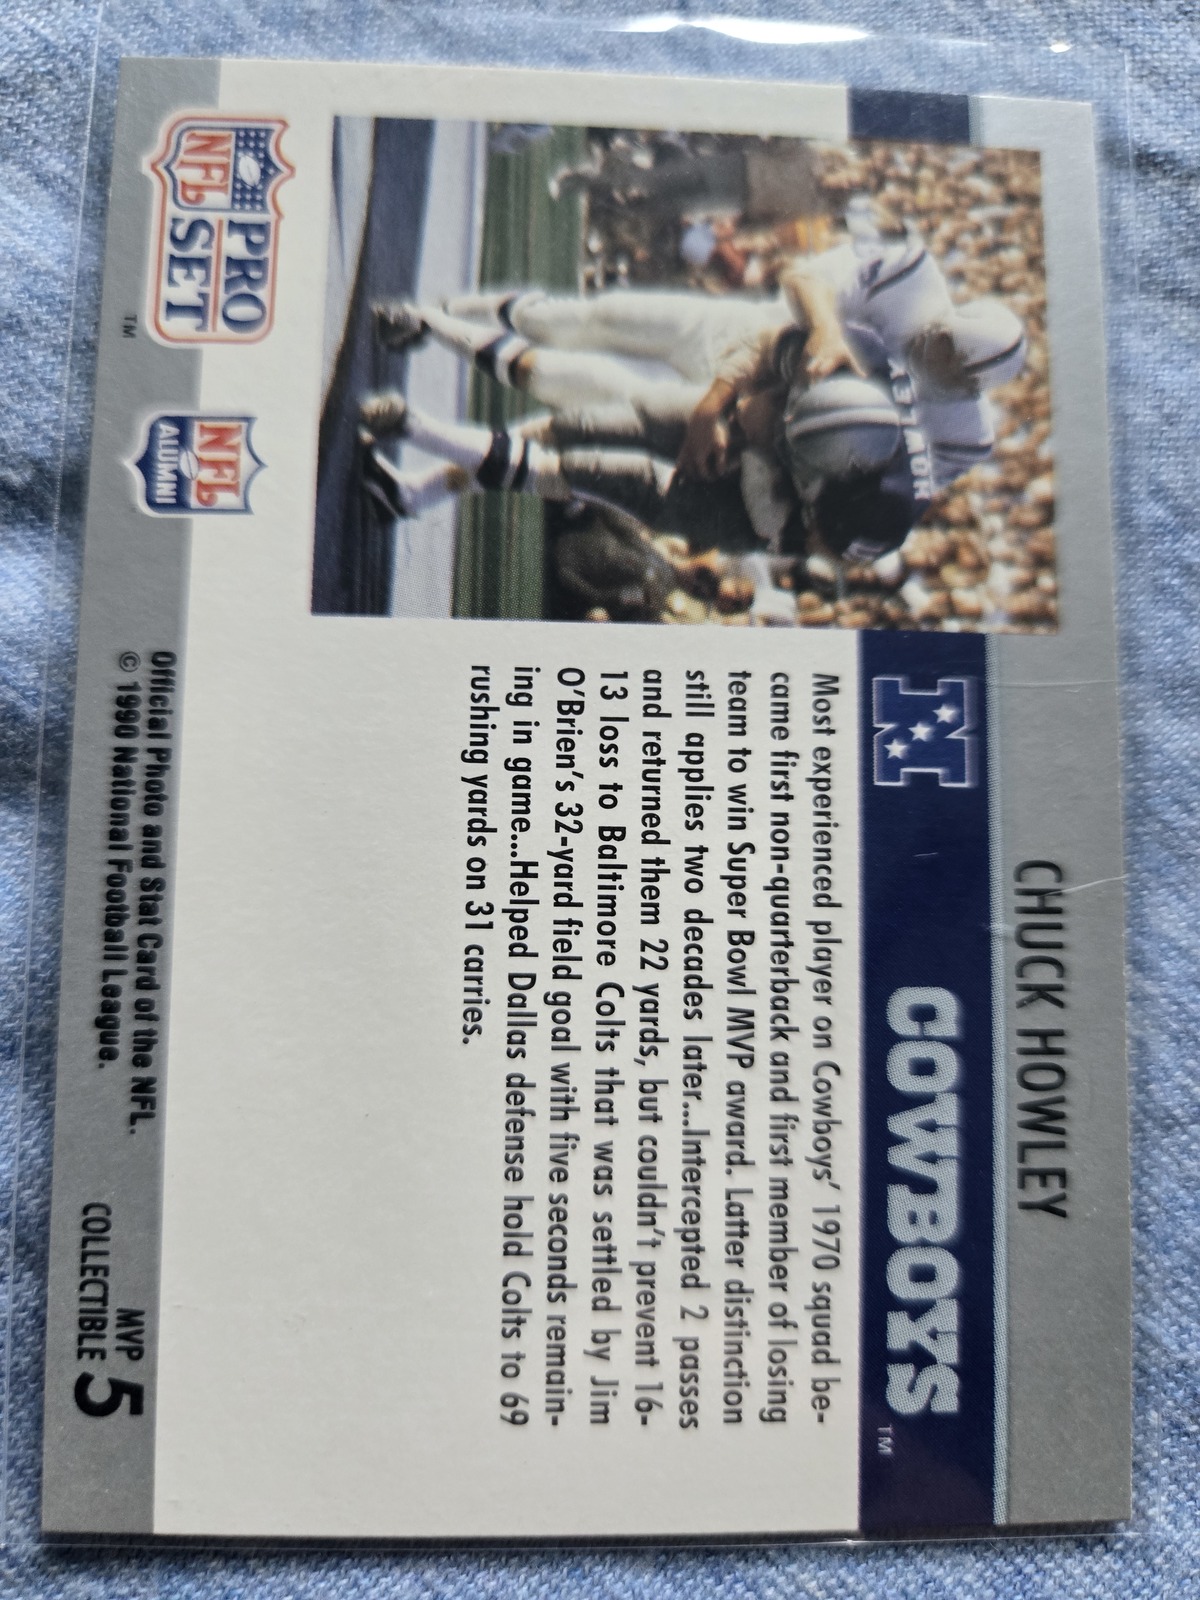 CHUCK HOWLEY
N COWBOYS™
HOWLEY
Most experienced player on Cowboys' 1970 squad be-
came first non-quarterback and first member of losing
team to win Super Bowl MVP award. Latter distinction
still applies two decades later...Intercepted 2 passes
and returned them 22 yards, but couldn't prevent 16-
13 loss to Baltimore Colts that was settled by Jim
O'Brien's 32-yard field goal with five seconds remain-
ing in game...Helped Dallas defense hold Colts to 69
rushing yards on 31 carries.
PRO
NFL SET
™
NFL
ALUMNI
Official Photo and Stat Card of the NFL.
© 1990 National Football League.
MVP
COLLECTIBLE 5